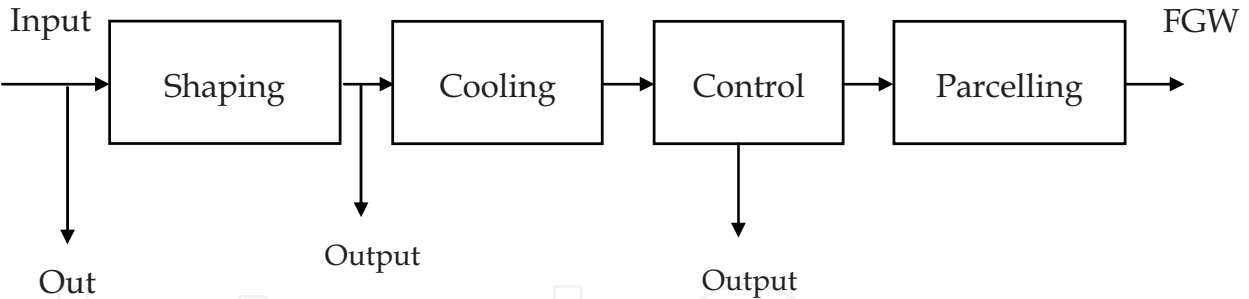 Input
FGW
Shaping
Cooling
Control
Parcelling
Output
Output
Out